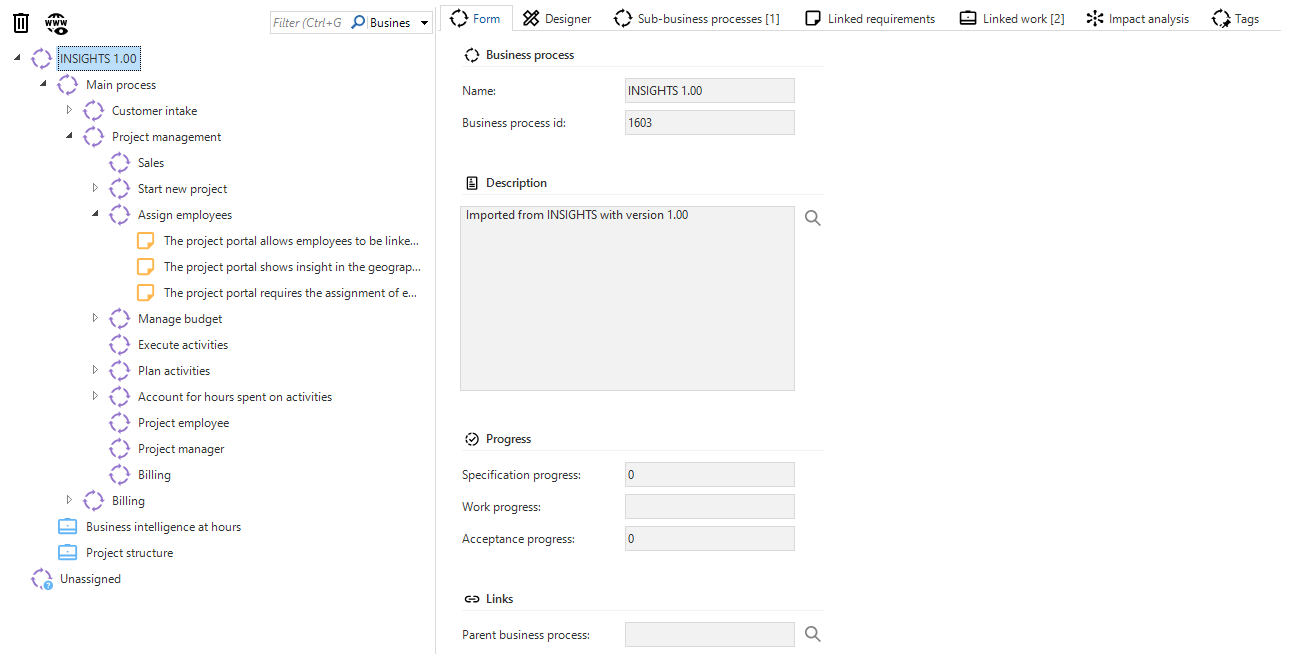 WWW
Filter (Ctrl+G
Busines
Form
Designer
Sub-business processes [1]
Linked requirements
Linked work [2]
Impact analysis
Tags
INSIGHTS 1.00
Main process
Customer intake
Project management
Sales
Start new project
Assign employees
The project portal allows employees to be linke...
The project portal shows insight in the geograp...
The project portal requires the assignment of e...
Manage budget
Execute activities
Plan activities
Account for hours spent on activities
Project employee
Project manager
Billing
Billing
Business intelligence at hours
Project structure
?
Unassigned
Business process
Name:
INSIGHTS 1.00
Business process id:
1603
Description
Imported from INSIGHTS with version 1.00
Progress
Specification progress:
0
Work progress:
Acceptance progress:
0
Links
Parent business process: